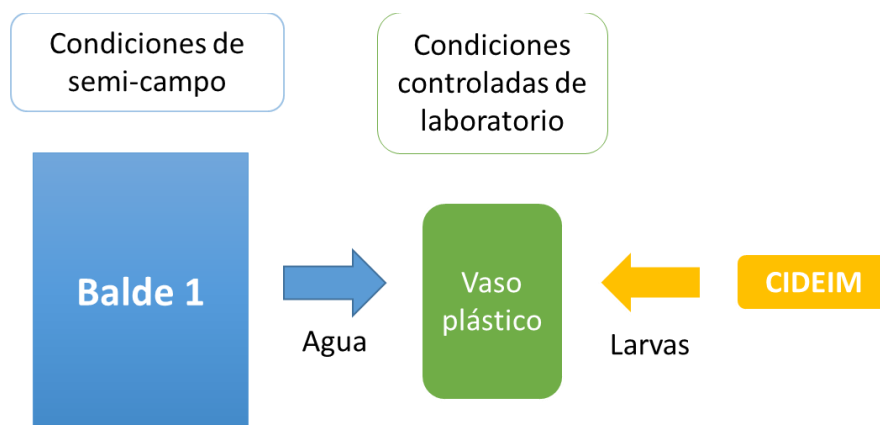 Condiciones de
semi-campo
Condiciones
controladas de
laboratorio
Balde 1
Agua
Vaso
plástico
Larvas
CIDEIM